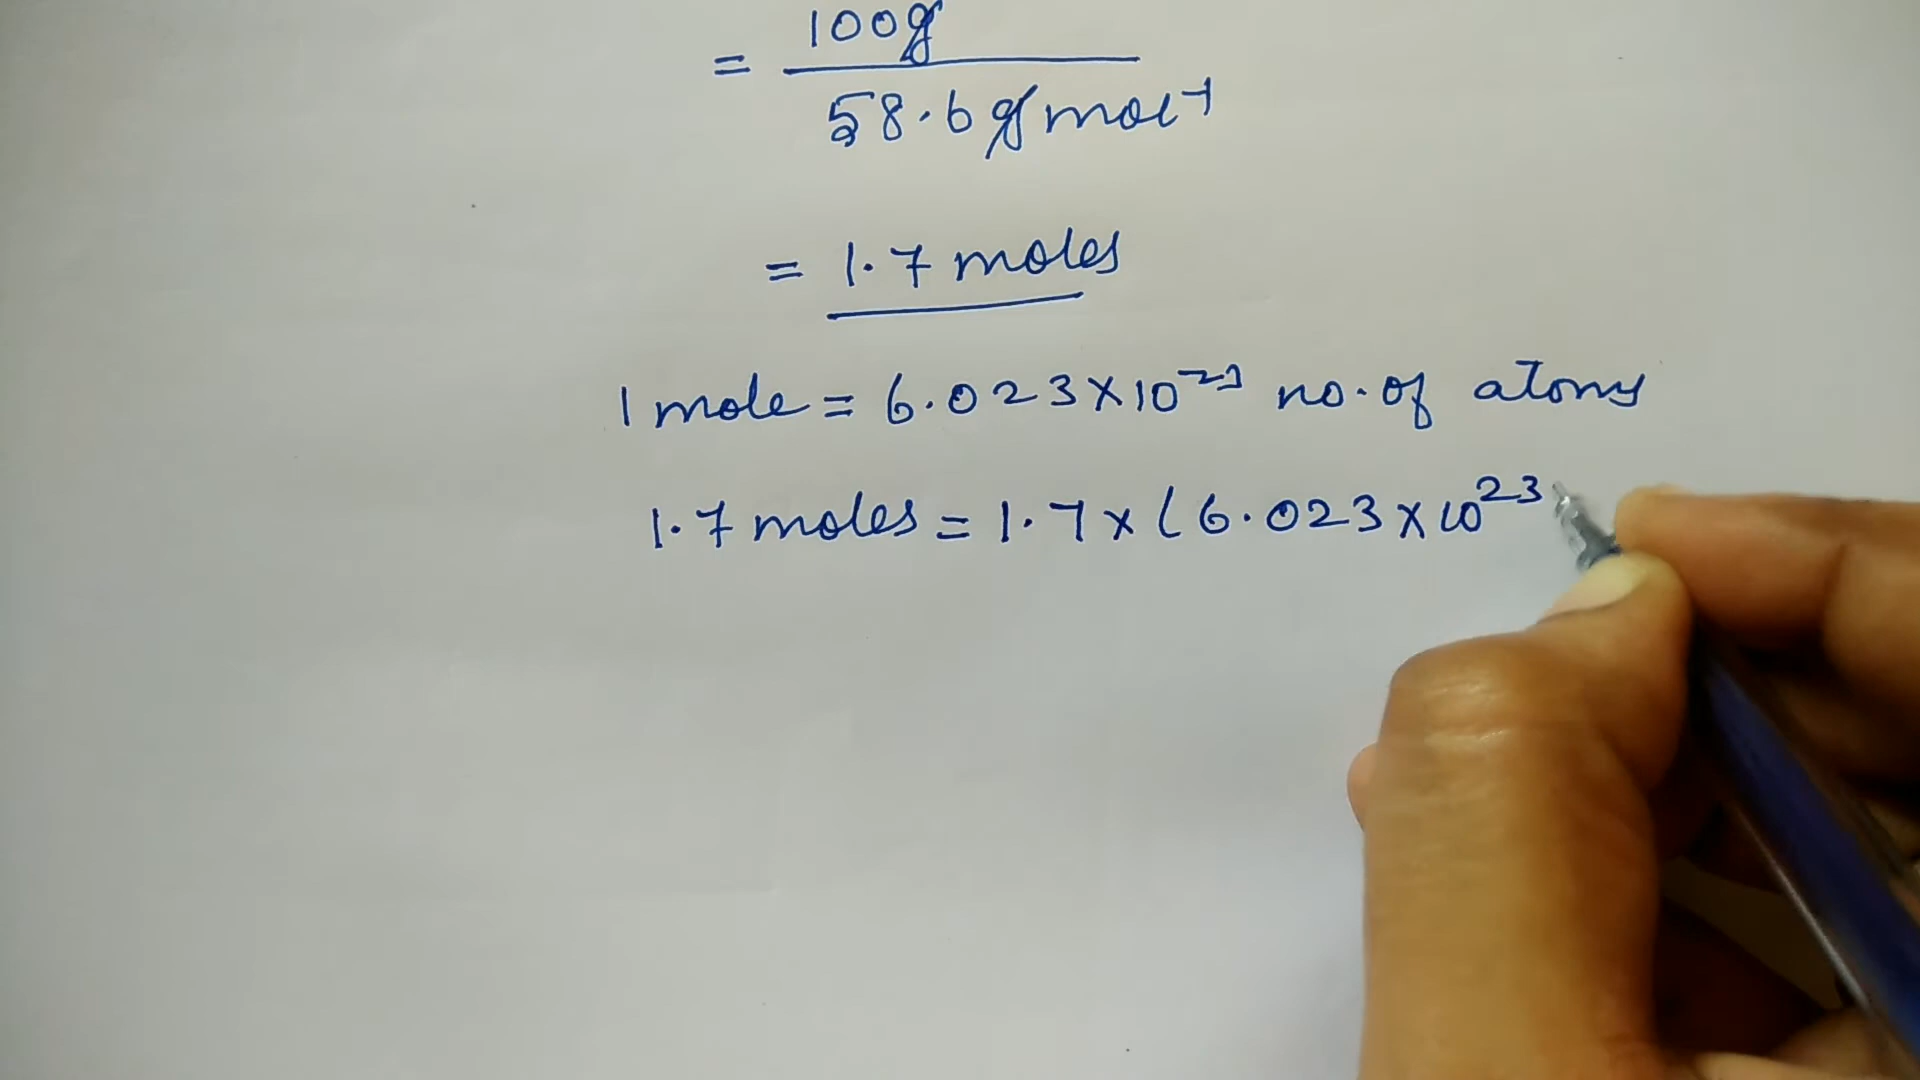 100g
=
58.6 g mol⁻¹
= 1.7 moles
1 mole = 6.023×10²³ no. of atoms
1.7 moles = 1.7 × (6.023 × 10²³